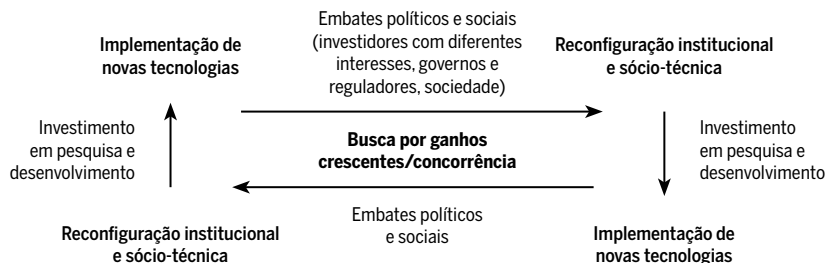 Embates políticos e sociais
(investidores com diferentes
interesses, governos e
reguladores, sociedade)
Implementação de
novas tecnologias
Reconfiguração institucional
e sócio-técnica
Investimento
em pesquisa e
desenvolvimento
Busca por ganhos
crescentes/concorrência
Investimento
em pesquisa e
desenvolvimento
Embates políticos
e sociais
Reconfiguração institucional
e sócio-técnica
Implementação de
novas tecnologias